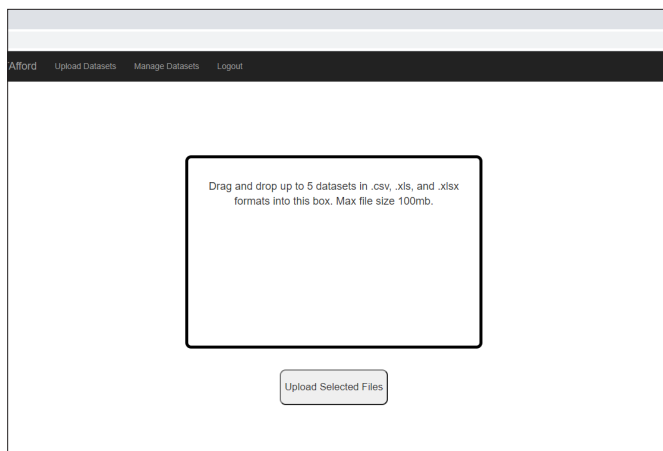 'Afford Upload Datasets Manage Datasets Logout
Drag and drop up to 5 datasets in .csv, .xls, and .xlsx
formats into this box. Max file size 100mb.
Upload Selected Files